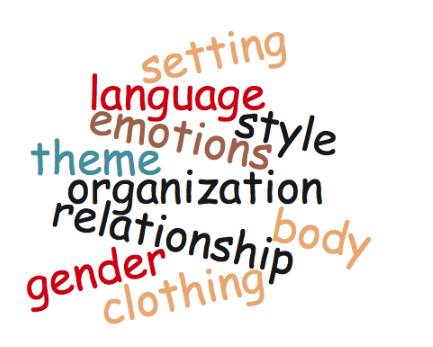 setting
language
emotions
style
theme
organization
relationship
body
gender
clothing